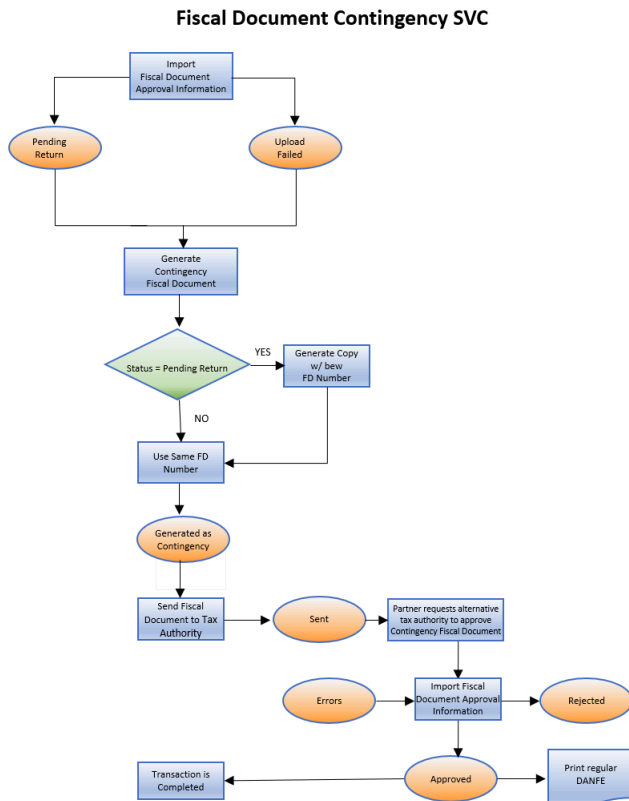 Fiscal Document Contingency SVC
Import
Fiscal Document
Approval Information
Pending
Return
Upload
Failed
Generate
Contingency
Fiscal Document
Status = Pending Return
YES
Generate Copy
w/ bew
FD Number
NO
Use Same FD
Number
Generated as
Contingency
Send Fiscal
Document to Tax
Authority
Sent
Partner requests alternative
tax authority to approve
Contingency Fiscal Document
Errors
Import Fiscal
Document Approval
Information
Rejected
Transaction is
Completed
Approved
Print regular
DANFE